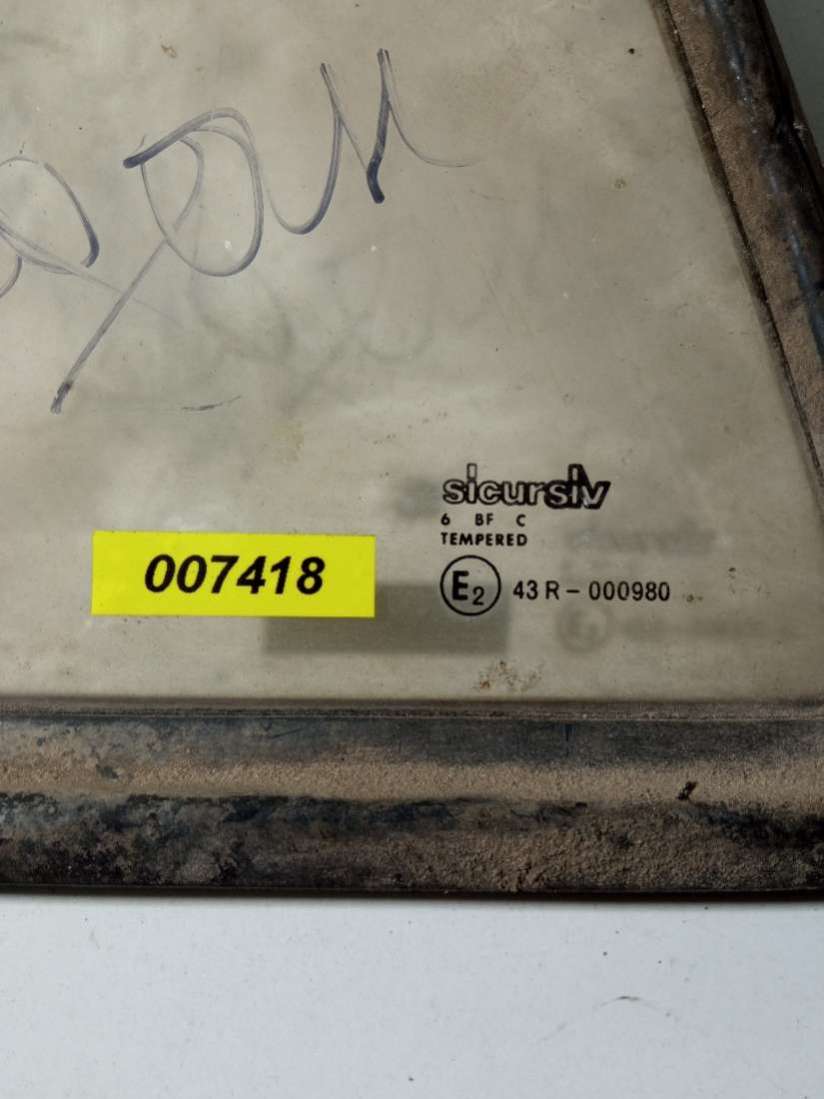 sicursiv
6 BF C
TEMPERED
007418
E2 43 R - 000980